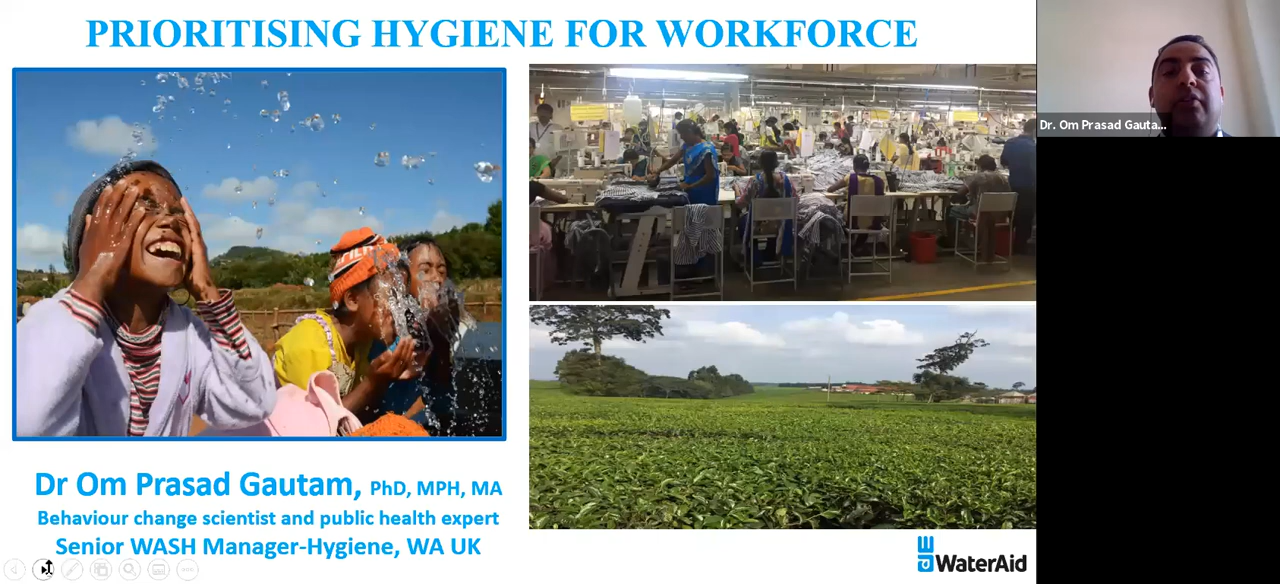 PRIORITISING HYGIENE FOR WORKFORCE
Dr. Om Prasad Gauta...
Dr Om Prasad Gautam, PhD, MPH, MA
Behaviour change scientist and public health expert
Senior WASH Manager-Hygiene, WA UK
WaterAid